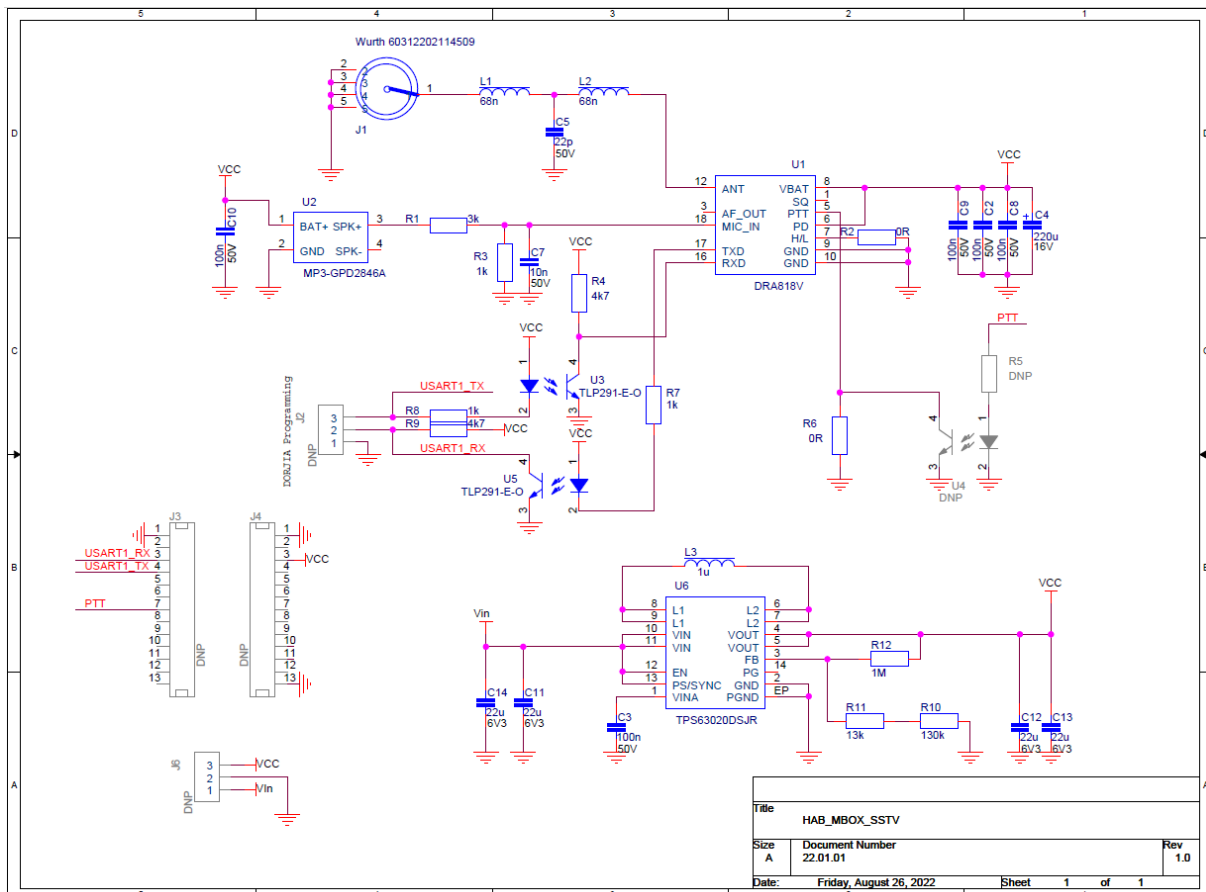 5 4 3 2 1
D
C
B
A
Wurth 60312202114509
2
3
4
5
1
J1
L1
68n
L2
68n
C5
22p
50V
VCC
C10
100n
50V
U2
1 BAT+ SPK+ 3
2 GND SPK- 4
MP3-GPD2846A
R1 3k
R3
1k
C7
10n
50V
VCC
R4
4k7
U1
12 ANT VBAT 8
SQ 1
3 AF_OUT PTT 5
18 MIC_IN PD 6
H/L 7
17 TXD GND 9
16 RXD GND 10
DRA818V
R2 0R
VCC
C9
100n
50V
C2
100n
50V
C8
100n
50V
+ C4
220u
16V
PTT
R5
DNP
VCC
1
2
4
3
U3
TLP291-E-O
R7
1k
R6
0R
4
3
1
2
U4
DNP
DORJIA Programming
J2
DNP
3
2
1
USART1_TX
R8 1k
R9 4k7
VCC
USART1_RX
VCC
4
3
1
2
U5
TLP291-E-O
J3
1
2
3
4
5
6
7
8
9
10
11
12
13
DNP
USART1_RX
USART1_TX
PTT
J4
1
2
3
4
5
6
7
8
9
10
11
12
13
DNP
VCC
L3
1u
U6
8 L1 L2 6
9 L1 L2 7
10 VIN VOUT 4
11 VIN VOUT 5
FB 3
12 EN PG 14
13 PS/SYNC GND 2
1 VINA PGND EP
TPS63020DSJR
Vin
C14
22u
6V3
C11
22u
6V3
C3
100n
50V
R12
1M
R11
13k
R10
130k
VCC
C12
22u
6V3
C13
22u
6V3
J6
DNP
3
2
1
VCC
VIn
Title
HAB_MBOX_SSTV
Size Document Number Rev
A 22.01.01 1.0
Date: Friday, August 26, 2022 Sheet 1 of 1